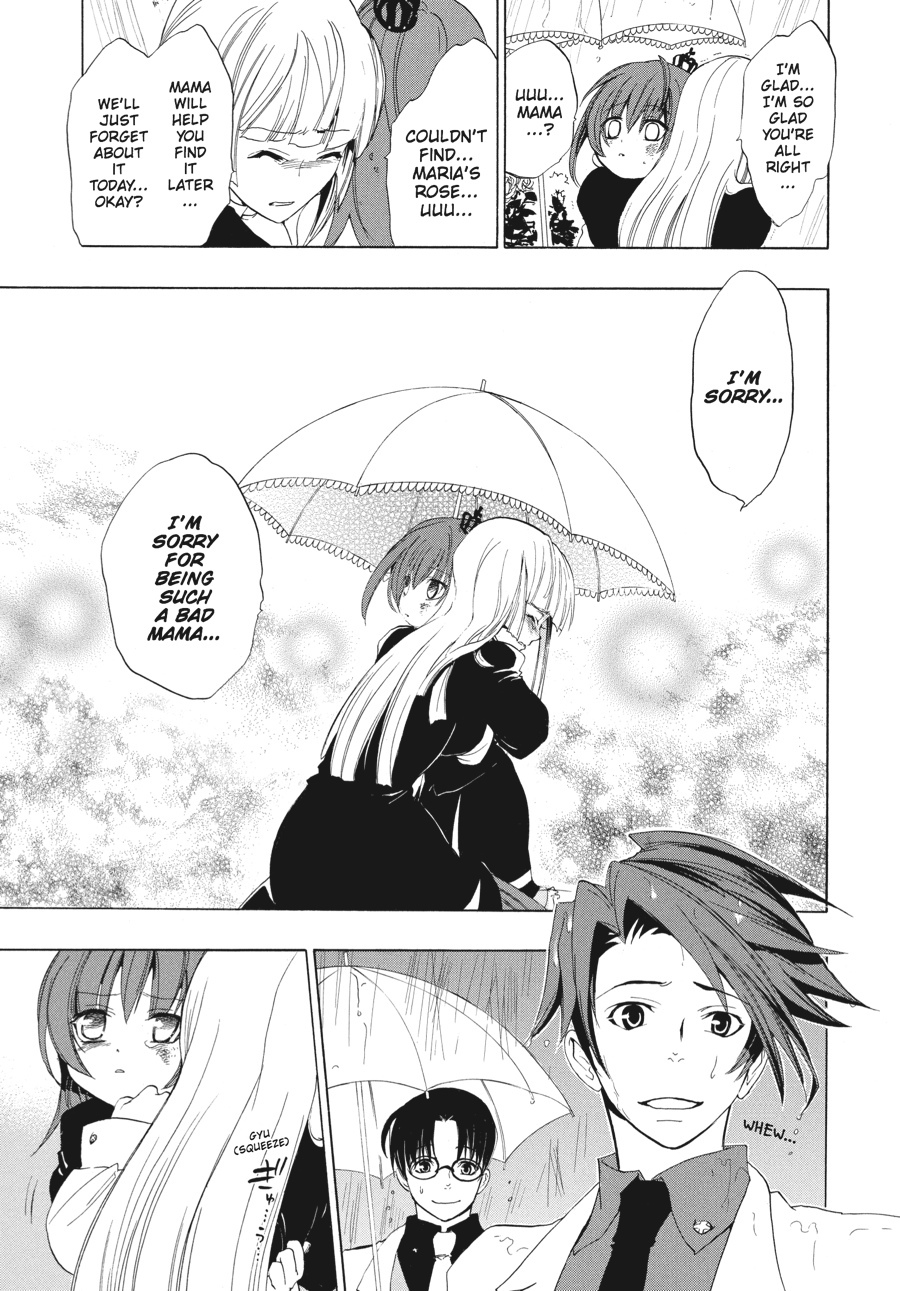 I'M
GLAD...
I'M SO
GLAD
YOU'RE
ALL
RIGHT
...
UUU...
MAMA
...?
COULDN'T
FIND...
MARIA'S
ROSE...
UUU...
MAMA
WILL
HELP
YOU
FIND
IT
LATER
...
WE'LL
JUST
FORGET
ABOUT
IT
TODAY...
OKAY?
I'M
SORRY...
I'M
SORRY
FOR
BEING
SUCH
A BAD
MAMA...
WHEW...
GYU
(SQUEEZE)
ギュ...